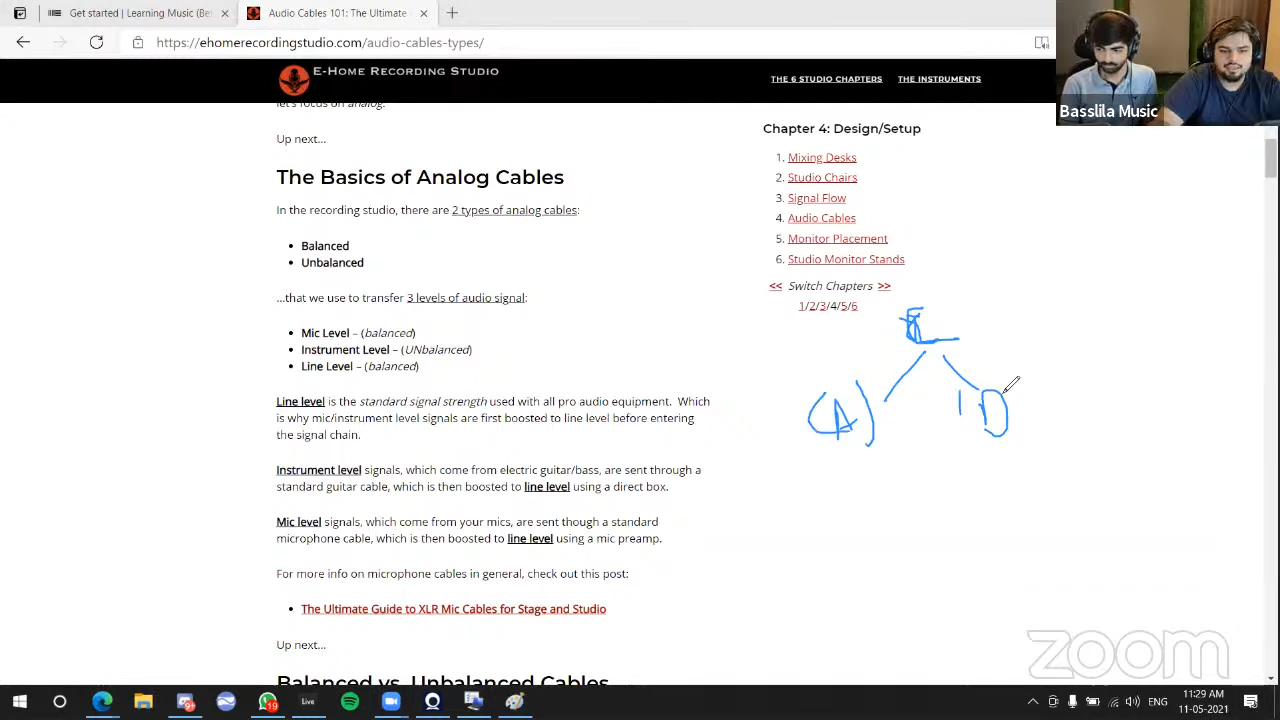 Get started | Learning Music (Be
Audio Cables 101: The Ultimate
https://ehomerecordingstudio.com/audio-cables-types/
E-Home Recording Studio
THE 6 STUDIO CHAPTERS
THE INSTRUMENTS
Basslila Music
let's focus on analog.
Up next...
The Basics of Analog Cables
In the recording studio, there are 2 types of analog cables:
• Balanced
• Unbalanced
...that we use to transfer 3 levels of audio signal:
• Mic Level – (balanced)
• Instrument Level – (UNbalanced)
• Line Level – (balanced)
Line level is the standard signal strength used with all pro audio equipment. Which
is why mic/instrument level signals are first boosted to line level before entering
the signal chain.
Instrument level signals, which come from electric guitar/bass, are sent through a
standard guitar cable, which is then boosted to line level using a direct box.
Mic level signals, which come from your mics, are sent though a standard
microphone cable, which is then boosted to line level using a mic preamp.
For more info on microphone cables in general, check out this post:
• The Ultimate Guide to XLR Mic Cables for Stage and Studio
Up next...
Balanced vs. Unbalanced Cables
Chapter 4: Design/Setup
1. Mixing Desks
2. Studio Chairs
3. Signal Flow
4. Audio Cables
5. Monitor Placement
6. Studio Monitor Stands
<< Switch Chapters >>
1/2/3/4/5/6
(A)
D
zoom
9+
19
Live
ENG
11:29 AM
11-05-2021